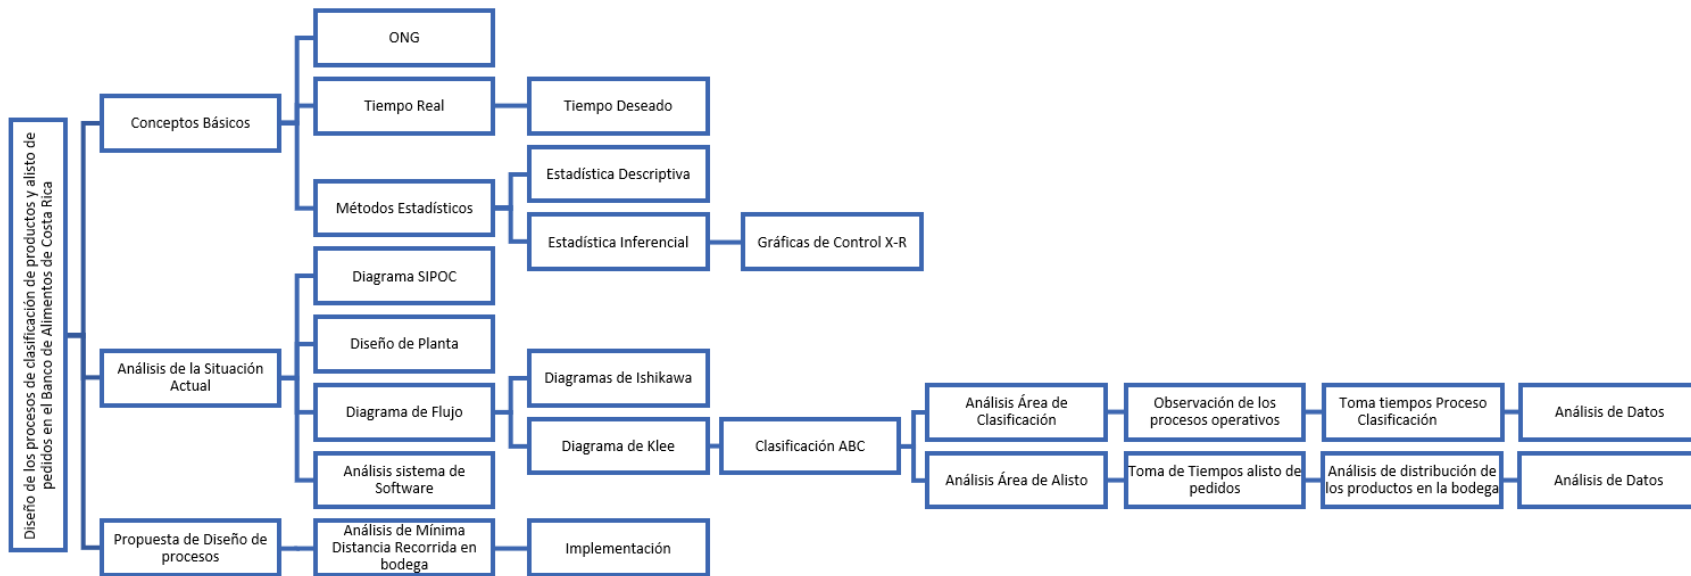 Diseño de los procesos de clasificación de productos y alisto de
pedidos en el Banco de Alimentos de Costa Rica
Conceptos Básicos
ONG
Tiempo Real
Tiempo Deseado
Métodos Estadísticos
Estadística Descriptiva
Estadística Inferencial
Gráficas de Control X-R
Análisis de la Situación
Actual
Diagrama SIPOC
Diseño de Planta
Diagrama de Flujo
Diagramas de Ishikawa
Diagrama de Klee
Clasificación ABC
Análisis Área de
Clasificación
Observación de los
procesos operativos
Toma tiempos Proceso
Clasificación
Análisis de Datos
Análisis Área de Alisto
Toma de Tiempos alisto de
pedidos
Análisis de distribución de
los productos en la bodega
Análisis de Datos
Análisis sistema de
Software
Propuesta de Diseño de
procesos
Análisis de Mínima
Distancia Recorrida en
bodega
Implementación